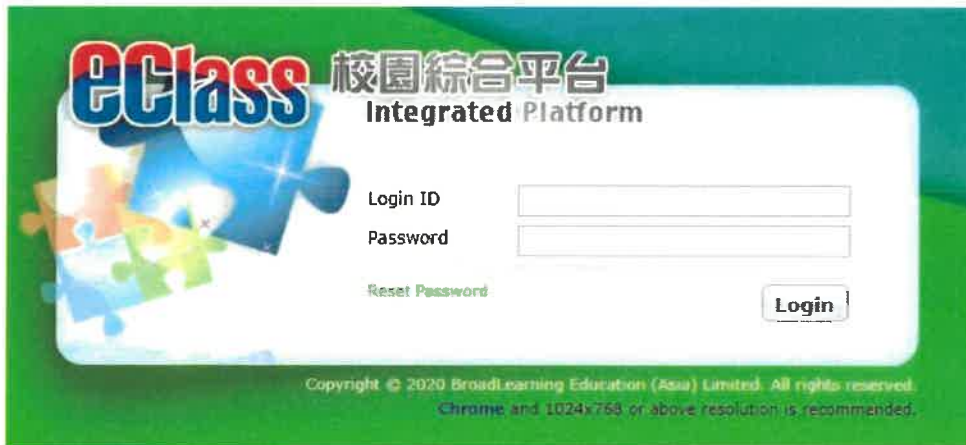 eClass 校園綜合平台
Integrated Platform
Login ID
Password
Reset Password
Login
Copyright © 2020 BroadLearning Education (Asia) Limited. All rights reserved.
Chrome and 1024x768 or above resolution is recommended.